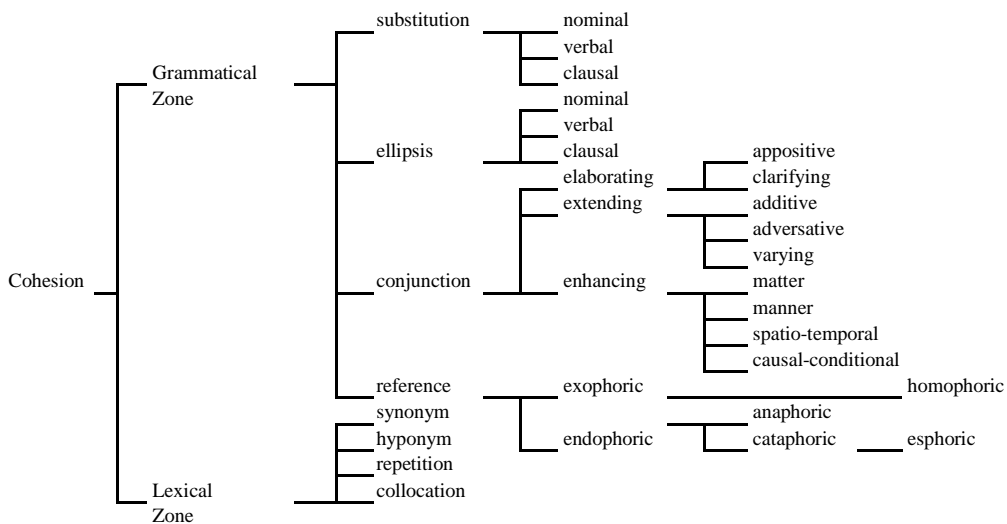 substitution
nominal
verbal
clausal
Grammatical
Zone
nominal
verbal
ellipsis
clausal
appositive
elaborating
clarifying
extending
additive
adversative
varying
Cohesion
conjunction
enhancing
matter
manner
spatio-temporal
causal-conditional
reference
exophoric
homophoric
synonym
anaphoric
hyponym
endophoric
cataphoric
esphoric
repetition
Lexical
Zone
collocation